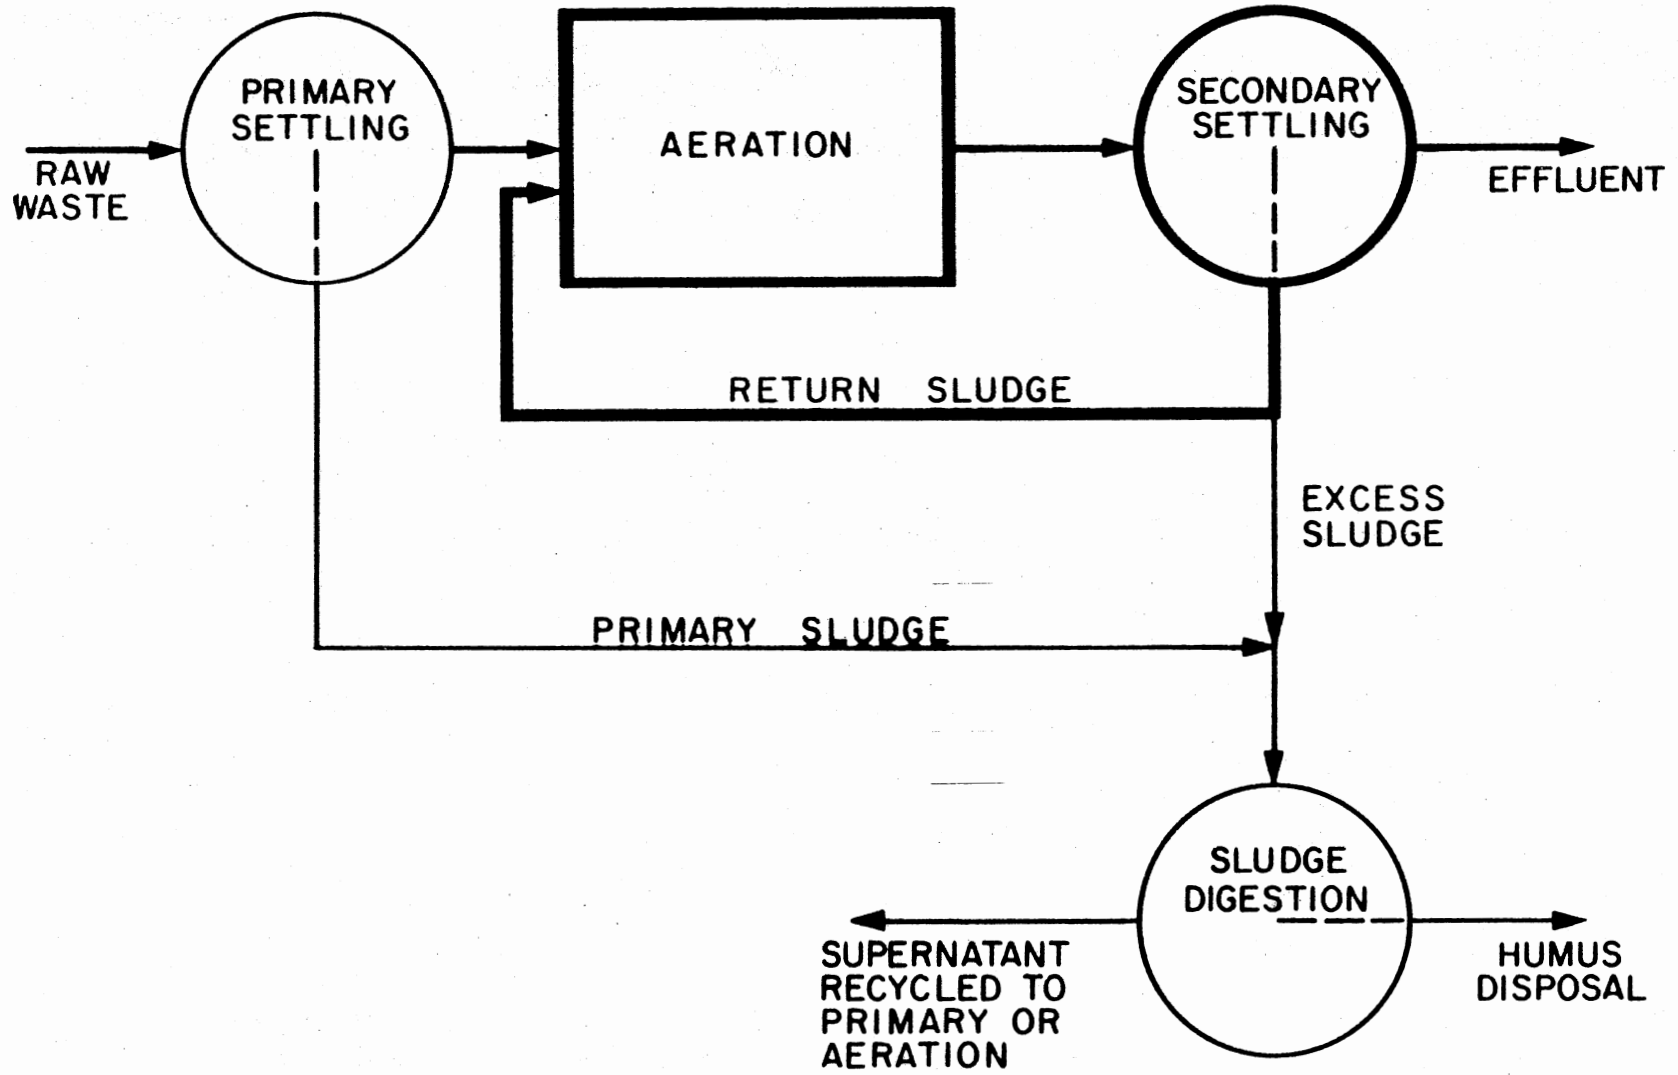 PRIMARY
SETTLING
AERATION
SECONDARY
SETTLING
RAW
WASTE
EFFLUENT
RETURN SLUDGE
EXCESS
SLUDGE
PRIMARY SLUDGE
SLUDGE
DIGESTION
SUPERNATANT
RECYCLED TO
PRIMARY OR
AERATION
HUMUS
DISPOSAL